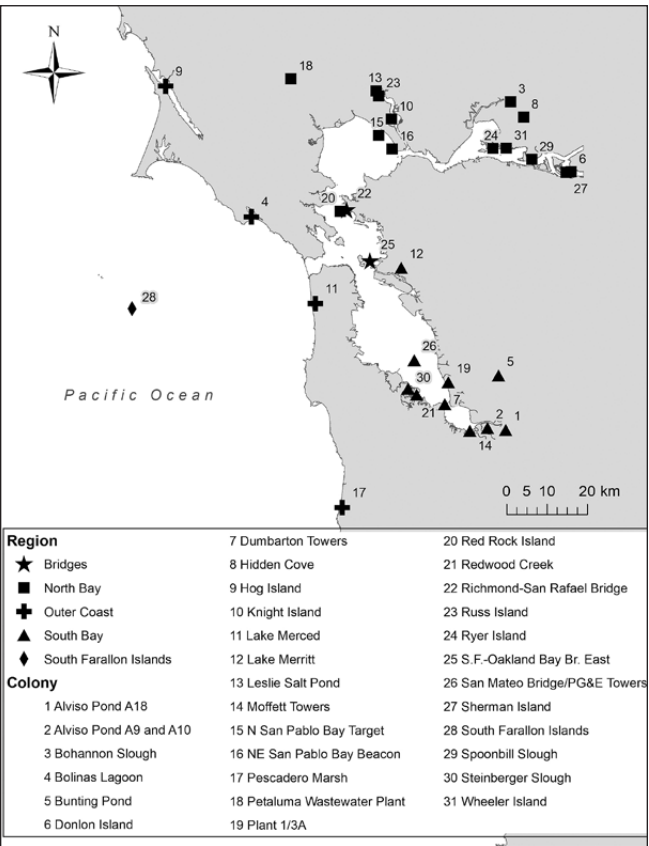 N
9
18
13
23
3
10
8
15
16
24
31
29
6
27
4
20
22
25
12
28
11
26
5
19
Pacific Ocean
30
7
21
2
1
14
17
0 5 10 20 km
Region
Bridges
North Bay
Outer Coast
South Bay
South Farallon Islands
Colony
1 Alviso Pond A18
2 Alviso Pond A9 and A10
3 Bohannon Slough
4 Bolinas Lagoon
5 Bunting Pond
6 Donlon Island
7 Dumbarton Towers
8 Hidden Cove
9 Hog Island
10 Knight Island
11 Lake Merced
12 Lake Merritt
13 Leslie Salt Pond
14 Moffett Towers
15 N San Pablo Bay Target
16 NE San Pablo Bay Beacon
17 Pescadero Marsh
18 Petaluma Wastewater Plant
19 Plant 1/3A
20 Red Rock Island
21 Redwood Creek
22 Richmond-San Rafael Bridge
23 Russ Island
24 Ryer Island
25 S.F.-Oakland Bay Br. East
26 San Mateo Bridge/PG&E Towers
27 Sherman Island
28 South Farallon Islands
29 Spoonbill Slough
30 Steinberger Slough
31 Wheeler Island